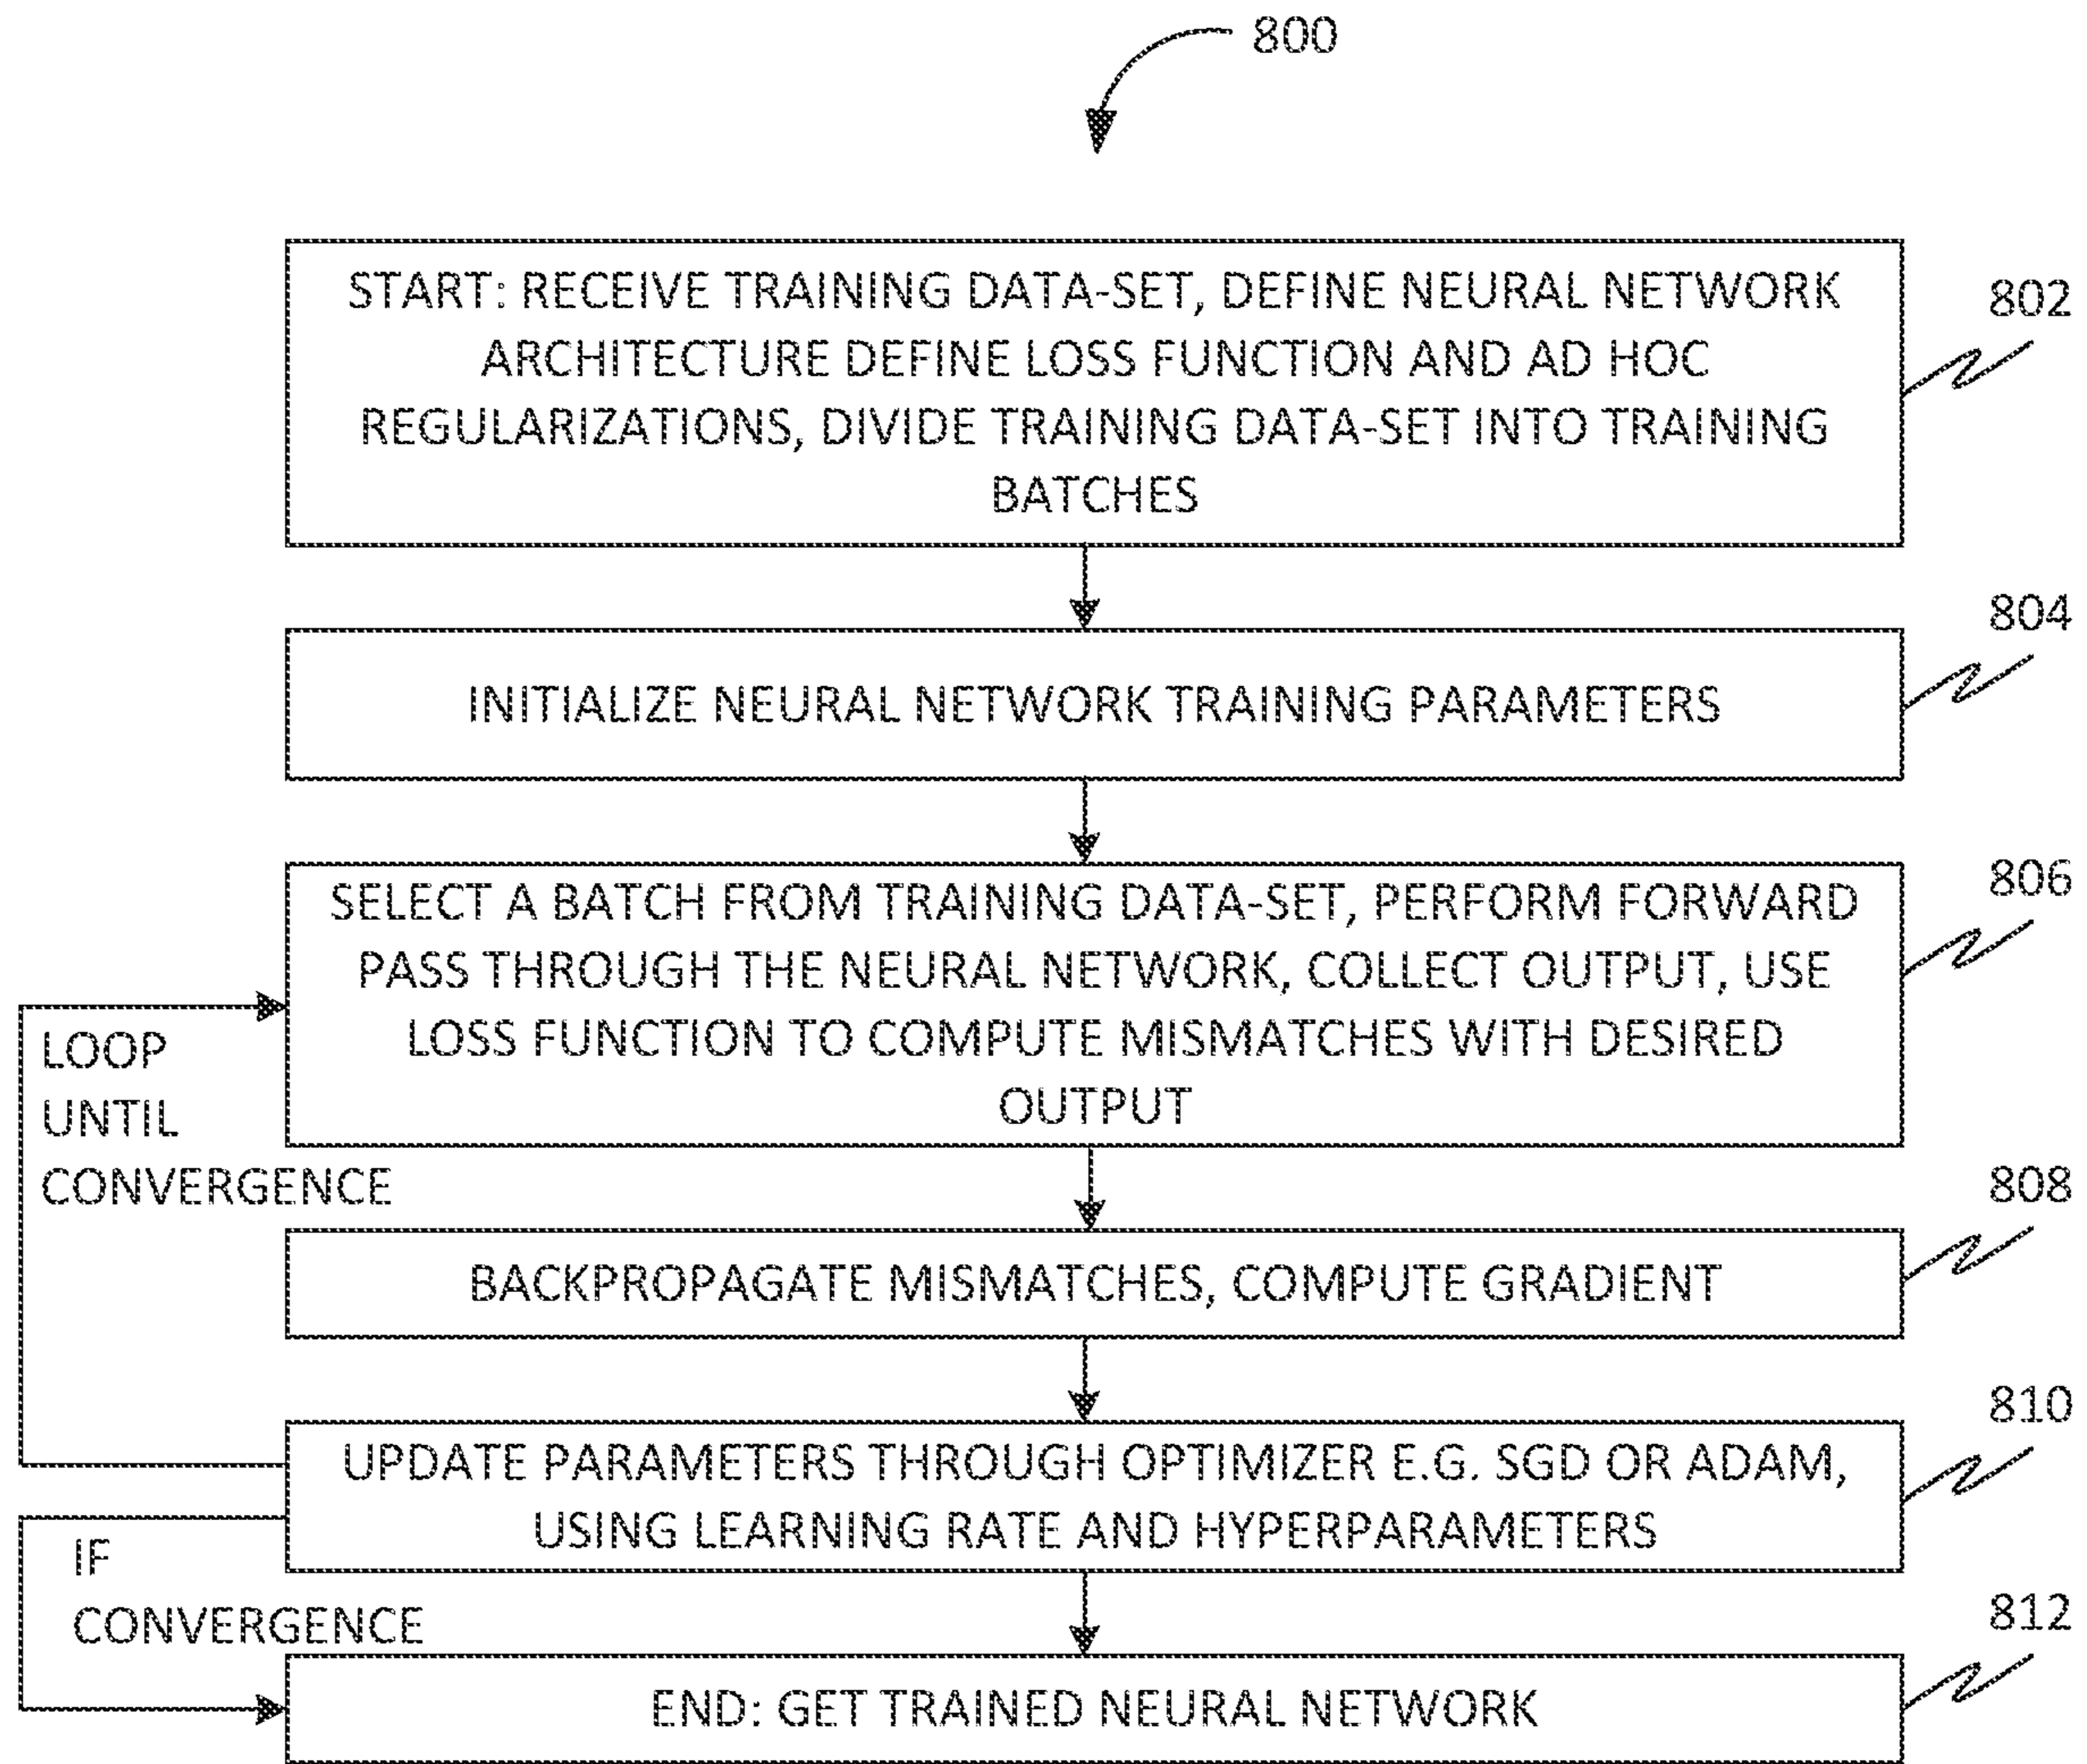 800
START: RECEIVE TRAINING DATA-SET, DEFINE NEURAL NETWORK
ARCHITECTURE DEFINE LOSS FUNCTION AND AD HOC
REGULARIZATIONS, DIVIDE TRAINING DATA-SET INTO TRAINING
BATCHES
802
INITIALIZE NEURAL NETWORK TRAINING PARAMETERS
804
SELECT A BATCH FROM TRAINING DATA-SET, PERFORM FORWARD
PASS THROUGH THE NEURAL NETWORK, COLLECT OUTPUT, USE
LOSS FUNCTION TO COMPUTE MISMATCHES WITH DESIRED
OUTPUT
806
LOOP
UNTIL
CONVERGENCE
BACKPROPAGATE MISMATCHES, COMPUTE GRADIENT
808
UPDATE PARAMETERS THROUGH OPTIMIZER E.G. SGD OR ADAM,
USING LEARNING RATE AND HYPERPARAMETERS
810
IF
CONVERGENCE
END: GET TRAINED NEURAL NETWORK
812